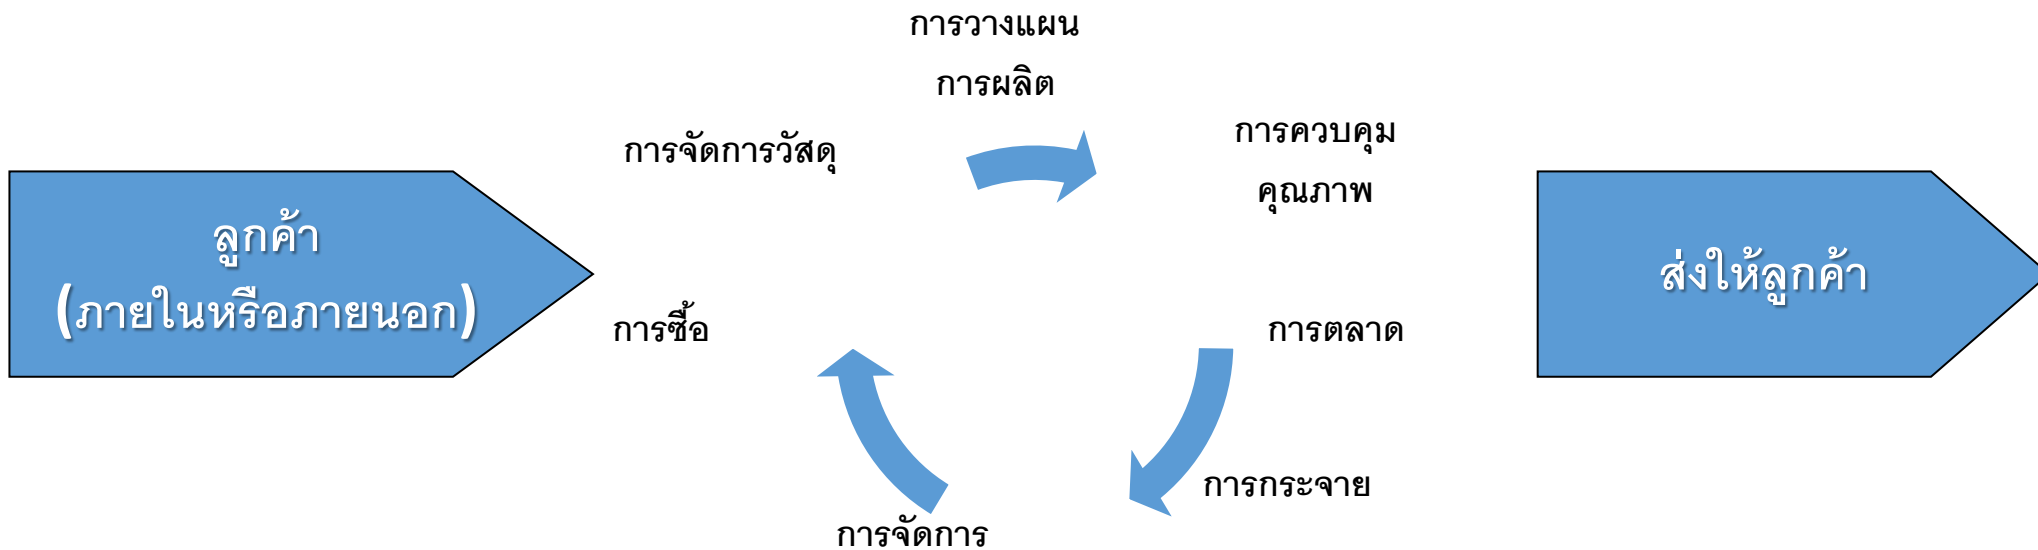 การวางแผน
การผลิต
การจัดการวัสดุ
การควบคุม
คุณภาพ
ลูกค้า
(ภายในหรือภายนอก)
ส่งให้ลูกค้า
การซื้อ
การตลาด
การกระจาย
การจัดการ